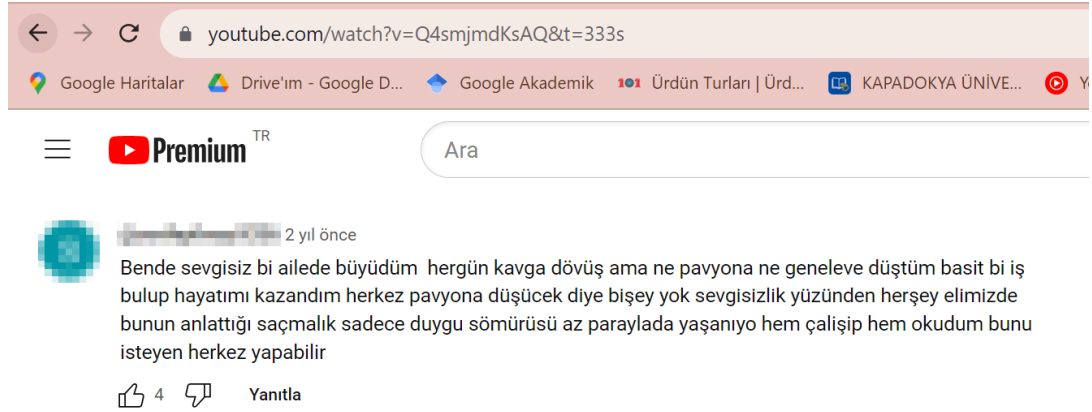 youtube.com/watch?v=Q4smjmdKsAQ&t=333s
Google Haritalar Drive'ım - Google D... Google Akademik 101 Ürdün Turları | Ürd... KAPADOKYA ÜNİVE...
Premium TR Ara
2 yıl önce
Bende sevgisiz bi ailede büyüdüm hergün kavga dövüş ama ne pavyona ne geneleve düştüm basit bi iş
bulup hayatımı kazandım herkez pavyona düşücek diye bişey yok sevgisizlik yüzünden herşey elimizde
bunun anlattığı saçmalık sadece duygu sömürüsü az paraylada yaşanıyo hem çalişip hem okudum bunu
isteyen herkez yapabilir
4 Yanıtla